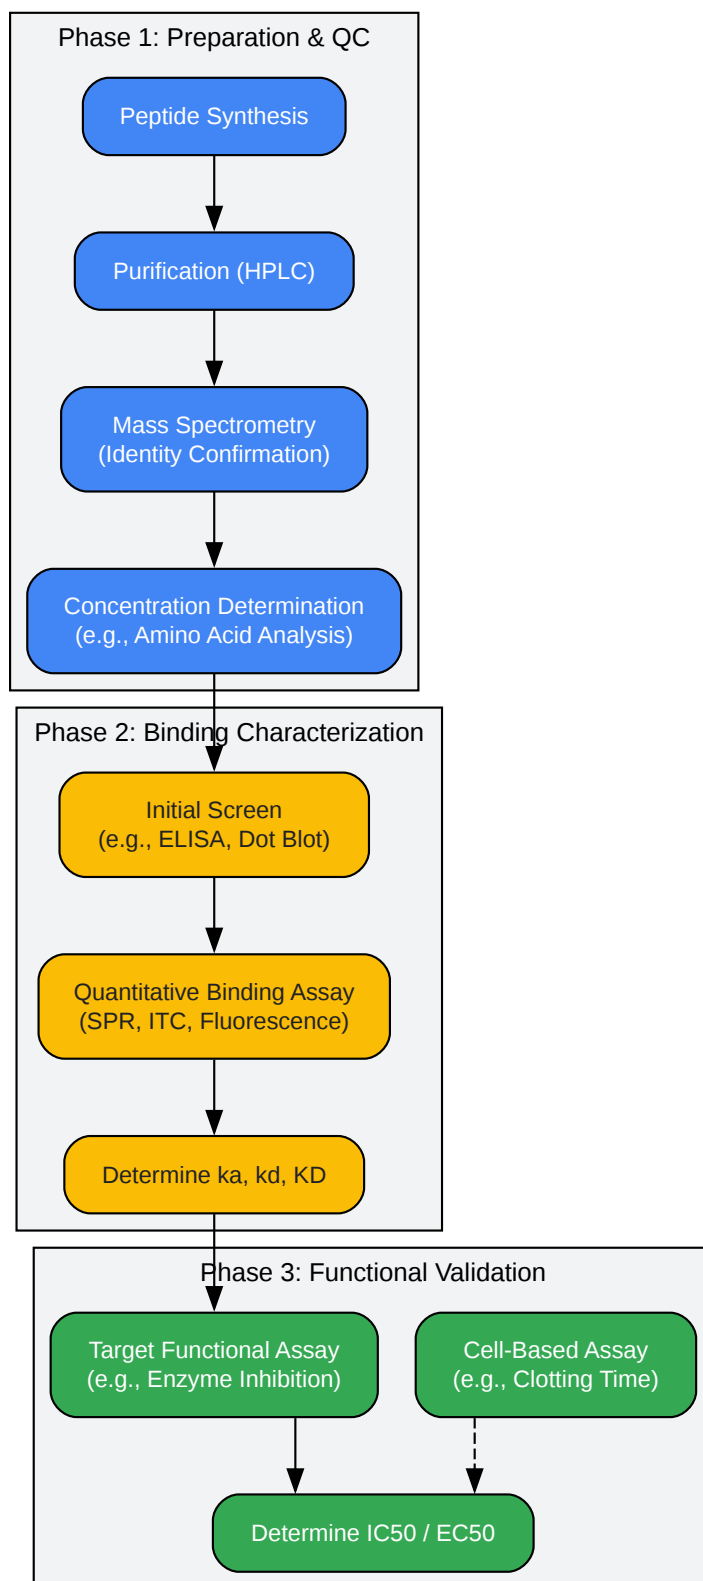 Phase 1: Preparation & QC
Peptide Synthesis
Purification (HPLC)
Mass Spectrometry
(Identity Confirmation)
Concentration Determination
(e.g., Amino Acid Analysis)
Phase 2: Binding Characterization
Initial Screen
(e.g., ELISA, Dot Blot)
Quantitative Binding Assay
(SPR, ITC, Fluorescence)
Determine ka, kd, KD
Phase 3: Functional Validation
Target Functional Assay
(e.g., Enzyme Inhibition)
Cell-Based Assay
(e.g., Clotting Time)
Determine IC50 / EC50